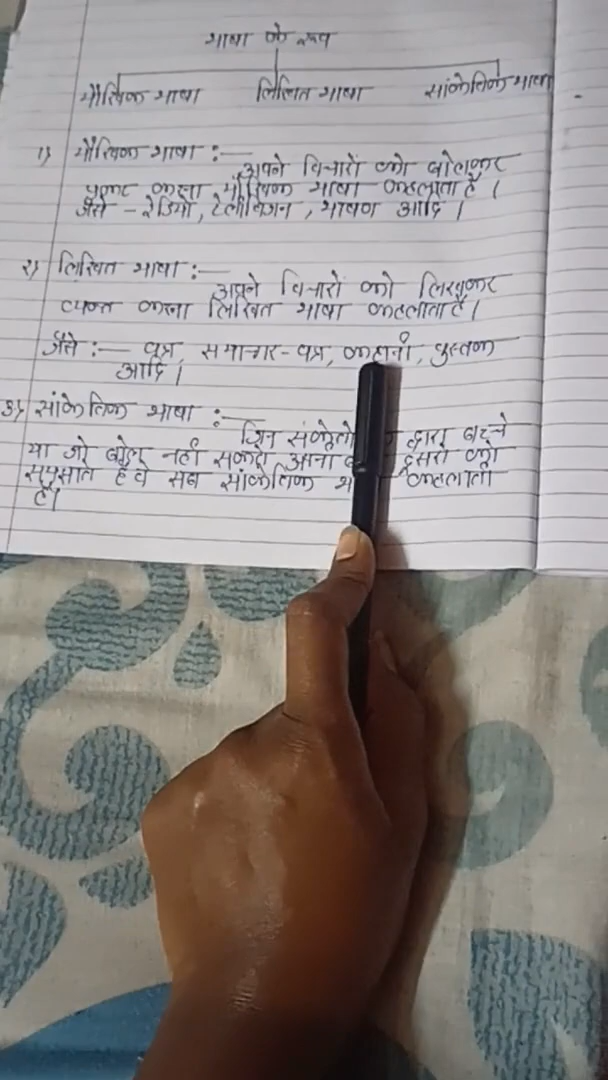 भाषा के रूप
मौखिक भाषा लिखित भाषा सांकेतिक भाषा
1) मौखिक भाषा :—
अपने विचारों को बोलकर
प्रकट करना मौखिक भाषा कहलाता है ।
जैसे - रेडियो, टेलीविजन, भाषण आदि ।
२) लिखित भाषा :—
अपने विचारों को लिखकर
व्यक्त करना लिखित भाषा कहलाता है ।
जैसे :— पत्र, समाचार-पत्र, कहानी, पुस्तक
आदि ।
3) सांकेतिक भाषा :—
जिन संकेतो द्वारा बच्चे
या जो बोल नहीं सकते अपना दूसरो को
समझाते है वे सब सांकेतिक कहलाती
है।